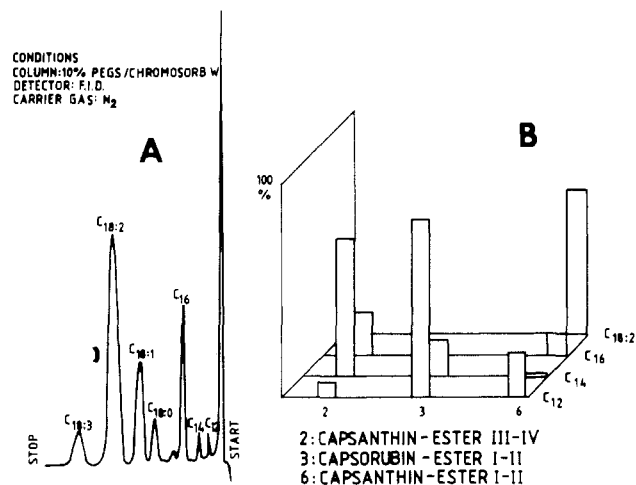 CONDITIONS
COLUMN:10% PEGS/CHROMOSORB W
DETECTOR: F.I.D.
CARRIER GAS: N2
A
B
100
%
C18:2
C16
C18:1
C18:3
C18:0
C14
C12
STOP
START
C18:2
C16
C14
C12
2 3 6
2:CAPSANTHIN-ESTER III-IV
3:CAPSORUBIN-ESTER I-II
6:CAPSANTHIN-ESTER I-II